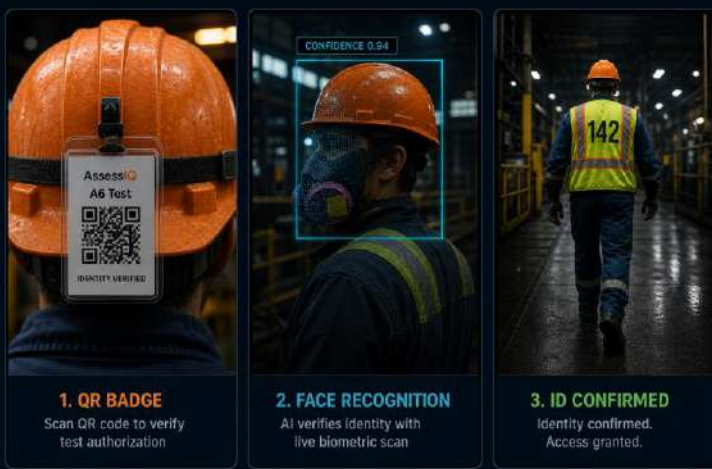 AssessIQ
A6 Test
IDENTITY VERIFIED
1. QR BADGE
Scan QR code to verify
test authorization
CONFIDENCE 0.94
2. FACE RECOGNITION
AI verifies identity with
live biometric scan
142
3. ID CONFIRMED
Identity confirmed.
Access granted.